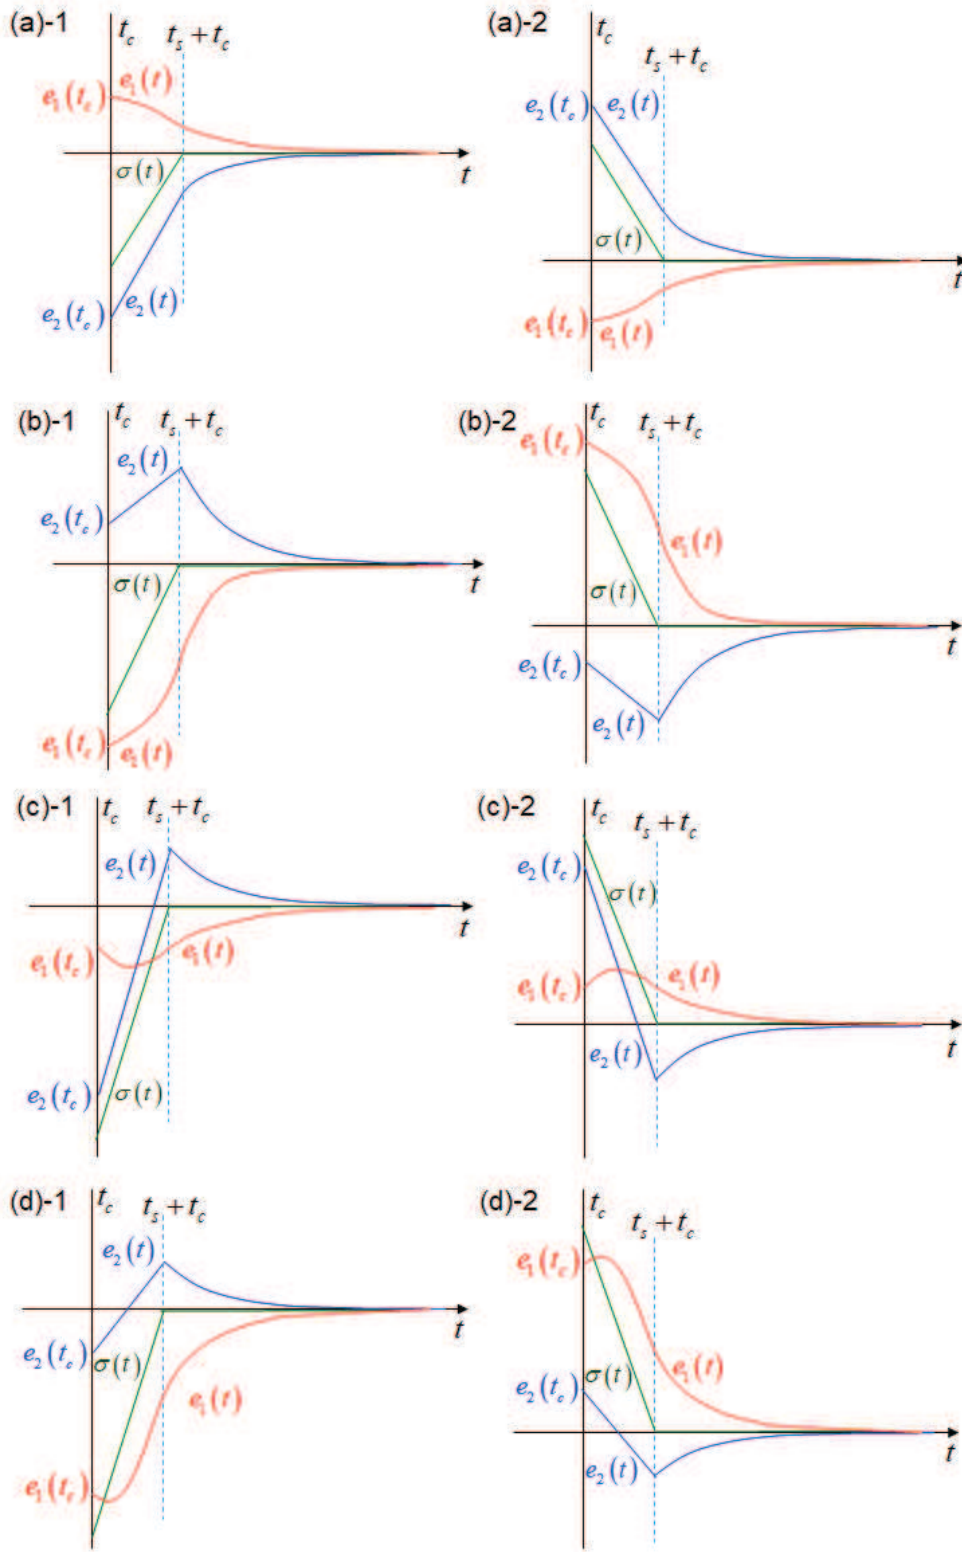 (a)-1 t_c t_s + t_c
e_1(t_c) e_1(t)
σ(t)
t
e_2(t_c) e_2(t)
(a)-2
t_s + t_c
e_2(t_c) e_2(t)
σ(t)
t
e_1(t_c) e_1(t)
(b)-1 t_c t_s + t_c
e_2(t)
e_2(t_c)
σ(t)
t
e_1(t_c) e_1(t)
(b)-2 t_c t_s + t_c
e_1(t_c)
e_1(t)
σ(t)
t
e_2(t_c)
e_2(t)
(c)-1 t_c t_s + t_c
e_2(t)
t
e_1(t_c) e_1(t)
e_2(t_c) σ(t)
(c)-2 t_c t_s + t_c
e_2(t_c) σ(t)
e_1(t_c) e_1(t)
e_2(t) t
(d)-1 t_c t_s + t_c
e_2(t)
t
e_2(t_c) σ(t)
e_1(t)
e_1(t_c)
(d)-2 t_c
t_s + t_c
e_1(t_c)
σ(t) e_1(t)
e_2(t_c)
t
e_2(t)